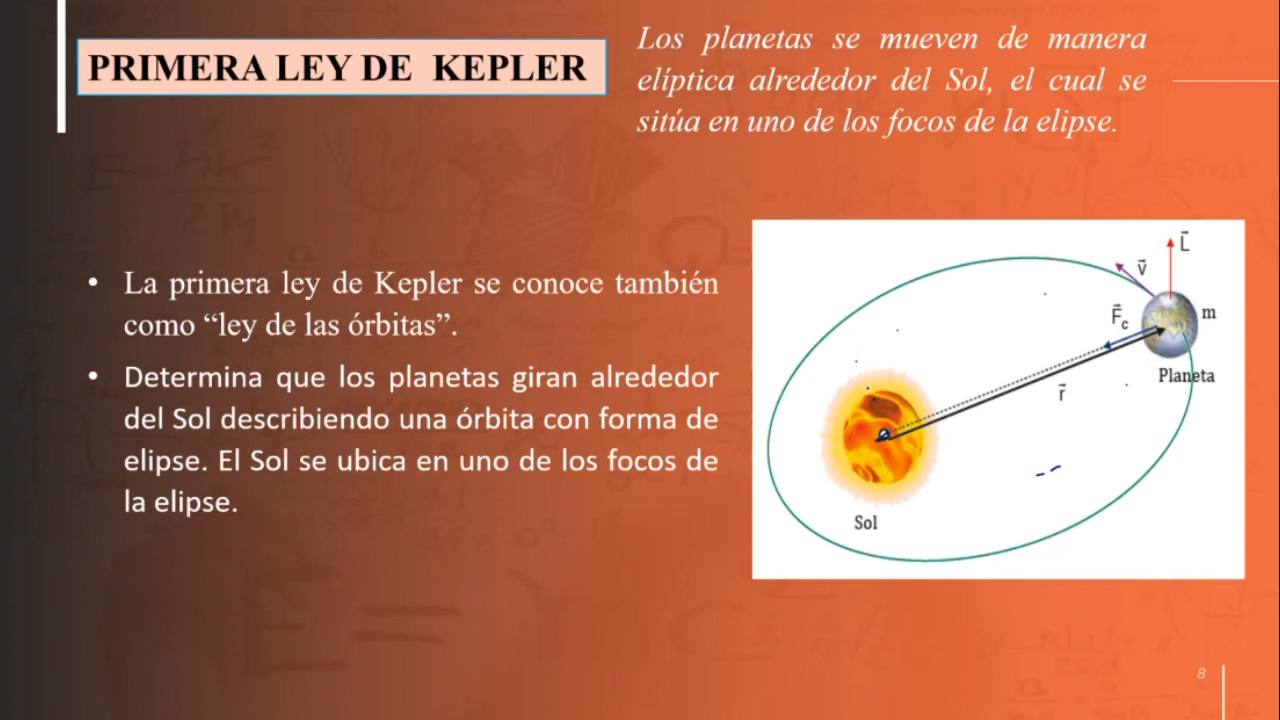 PRIMERA LEY DE KEPLER
Los planetas se mueven de manera
elíptica alrededor del Sol, el cual se
sitúa en uno de los focos de la elipse.
• La primera ley de Kepler se conoce también
como “ley de las órbitas”.
• Determina que los planetas giran alrededor
del Sol describiendo una órbita con forma de
elipse. El Sol se ubica en uno de los focos de
la elipse.
L⃗
v⃗
F⃗c
m
Planeta
r⃗
Sol
E = mc²
8